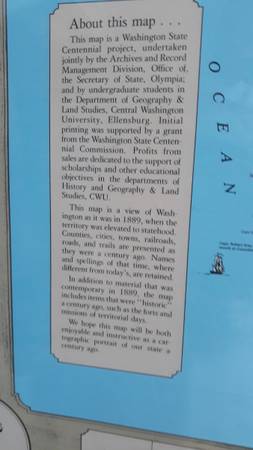 About this map . . .
This map is a Washington State
Centennial project, undertaken
jointly by the Archives and Record
Management Division, Office of
the Secretary of State, Olympia;
and by undergraduate students in
the Department of Geography &
Land Studies, Central Washington
University, Ellensburg. Initial
printing was supported by a grant
from the Washington State Centen-
nial Commission. Profits from
sales are dedicated to the support of
scholarships and other educational
objectives in the departments of
History and Geography & Land
Studies, CWU.
This map is a view of Wash-
ington as it was in 1889, when the
territory was elevated to statehood.
Counties, cities, towns, railroads,
roads, and trails are presented as
they were a century ago. Names
and spellings of that time, where
different from today's, are retained.
In addition to material that was
contemporary in 1889, the map
includes items that were "historic"
a century ago, such as the forts and
missions of territorial days.
We hope this map will be both
enjoyable and instructive as a car-
tographic portrait of our state a
century ago.
OCEAN